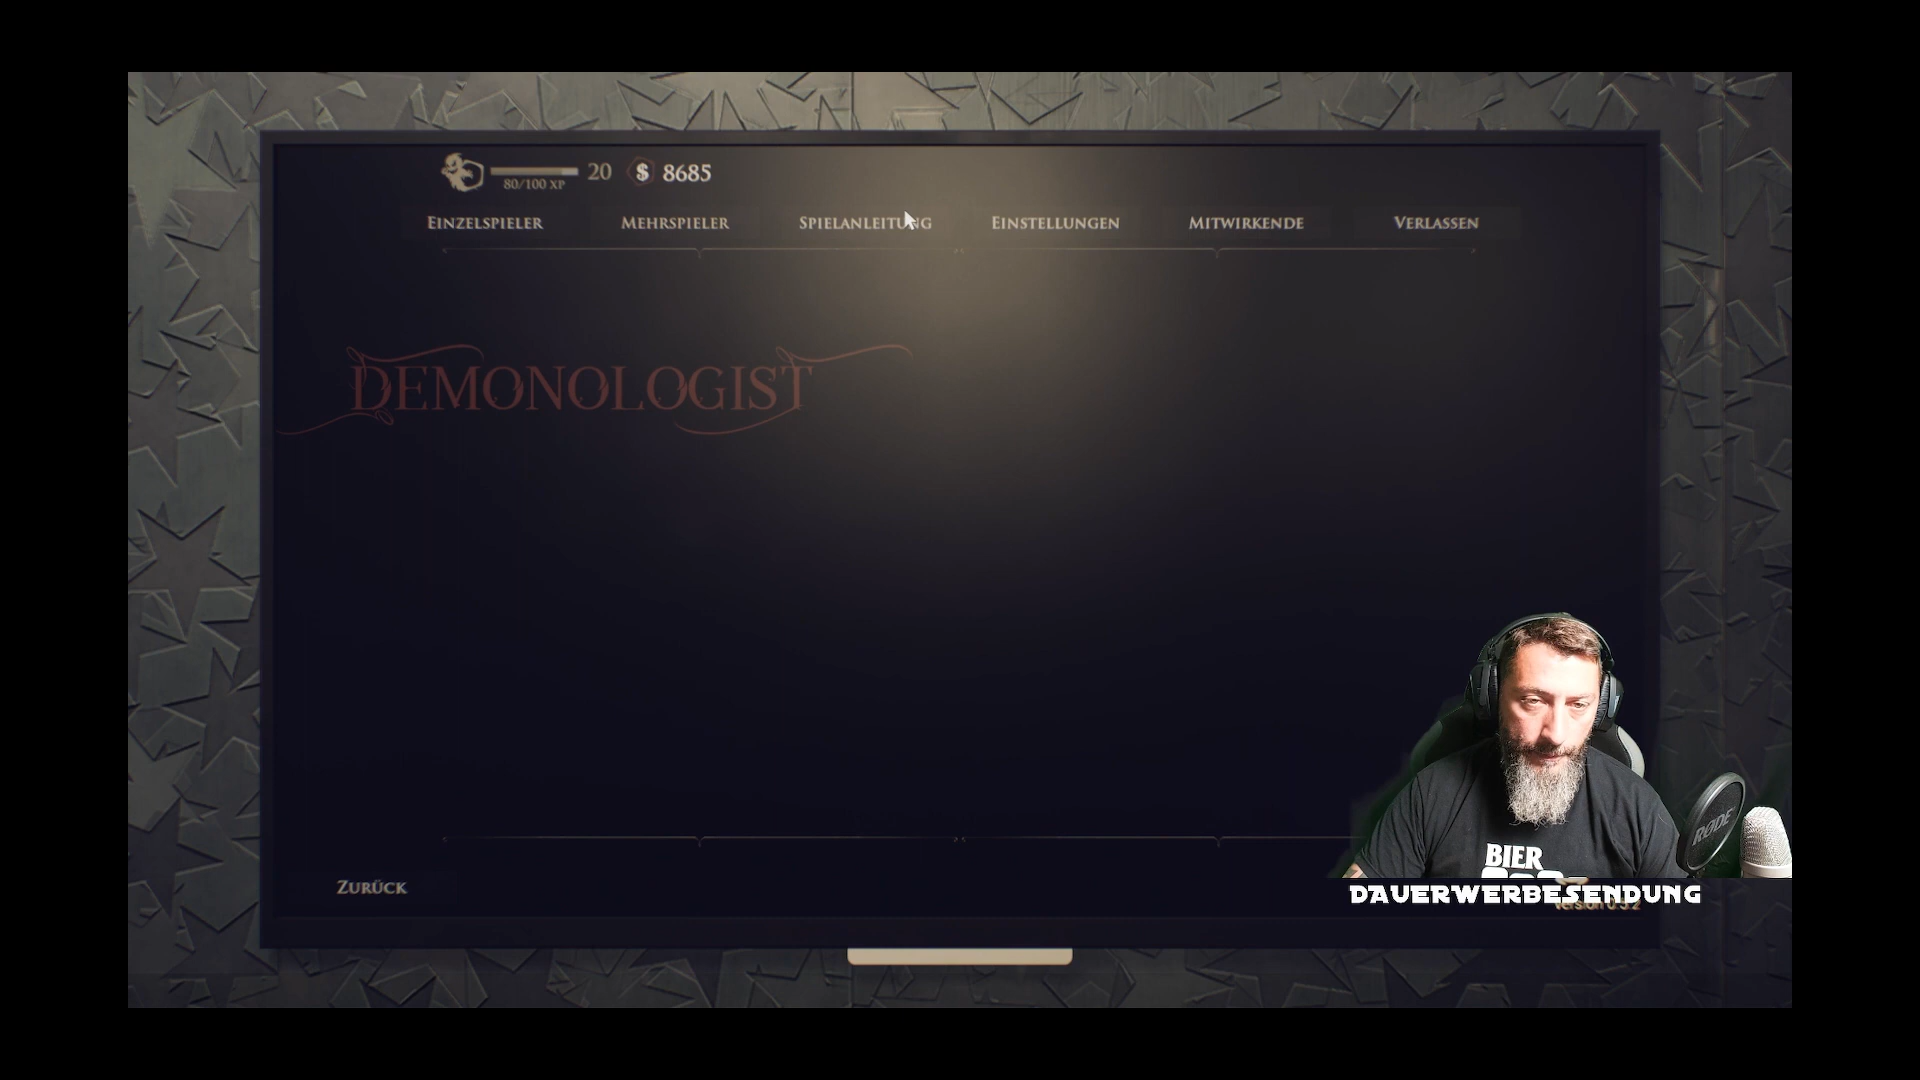 80/100 XP
20
$ 8685
EINZELSPIELER
MEHRSPIELER
SPIELANLEITUNG
EINSTELLUNGEN
MITWIRKENDE
VERLASSEN
DEMONOLOGIST
BIER
RØDE
ZURÜCK
DAUERWERBESENDUNG